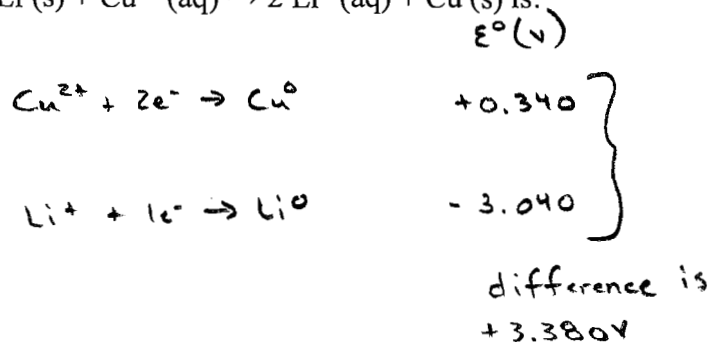 Li (s) + Cu²⁺ (aq) → 2 Li⁺ (aq) + Cu (s) is:
ε⁰(v)
Cu²⁺ + 2e⁻ → Cu⁰ +0.340
Li⁺ + 1e⁻ → Li⁰ - 3.040
difference is
+3.380V